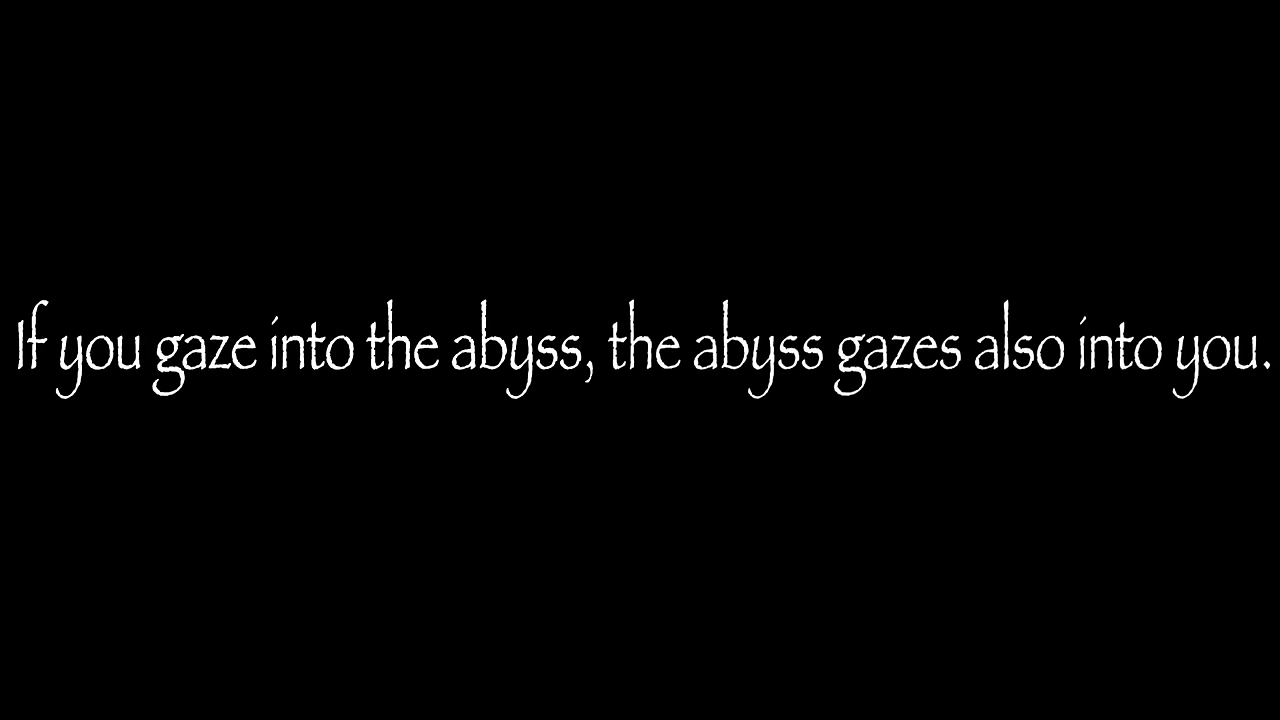 If you gaze into the abyss, the abyss gazes also into you.